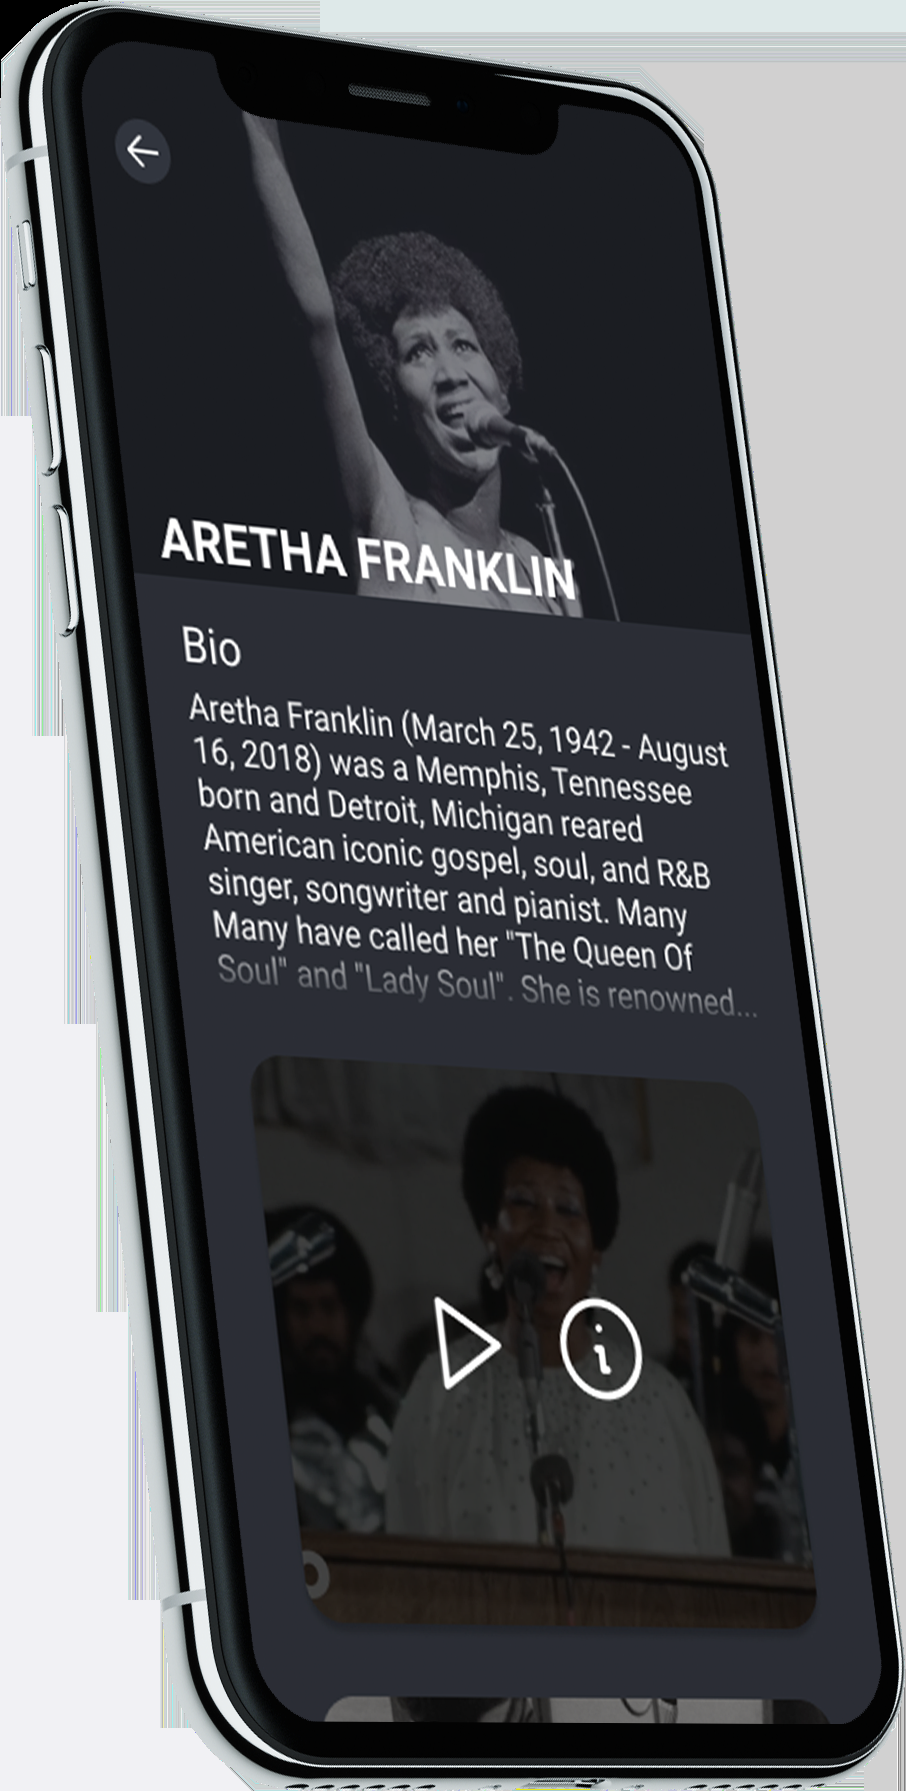 ARETHA FRANKLIN
Bio
Aretha Franklin (March 25, 1942 - August
16, 2018) was a Memphis, Tennessee
born and Detroit, Michigan reared
American iconic gospel, soul, and R&B
singer, songwriter and pianist. Many
Many have called her "The Queen Of
Soul" and "Lady Soul". She is renowned...